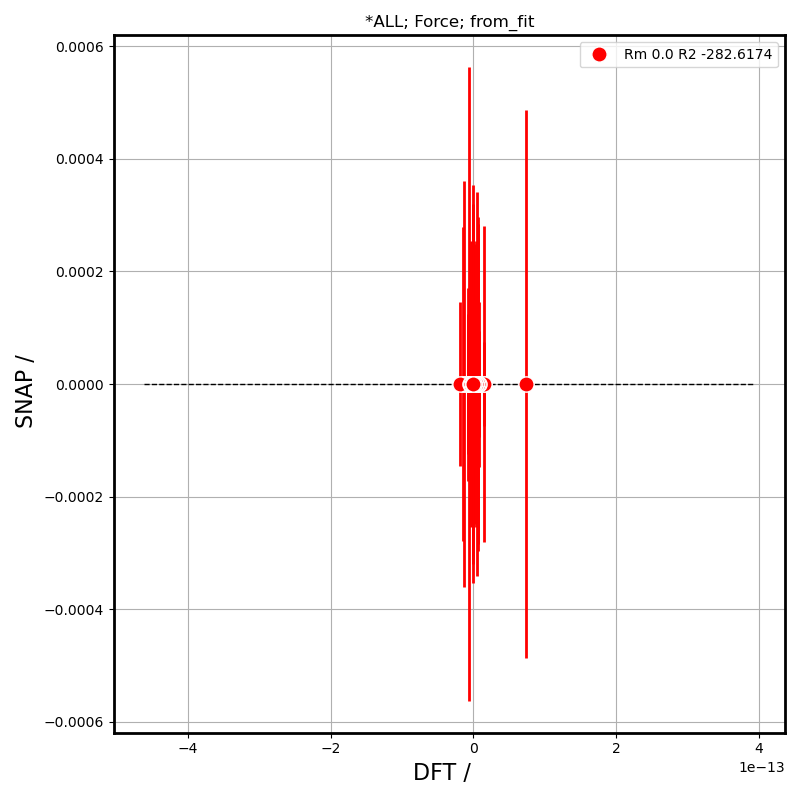 *ALL; Force; from_fit
Rm 0.0 R2 -282.6174
0.0006
0.0004
0.0002
0.0000
−0.0002
−0.0004
−0.0006
SNAP /
−4
−2
0
2
4
1e−13
DFT /